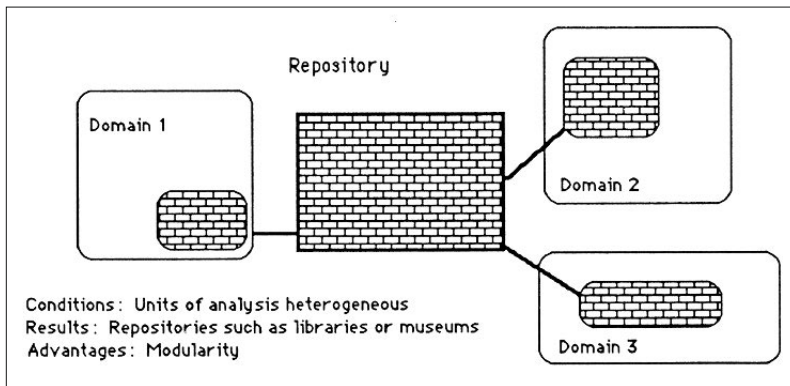 Repository
Domain 1
Domain 2
Domain 3
Conditions: Units of analysis heterogeneous
Results: Repositories such as libraries or museums
Advantages: Modularity